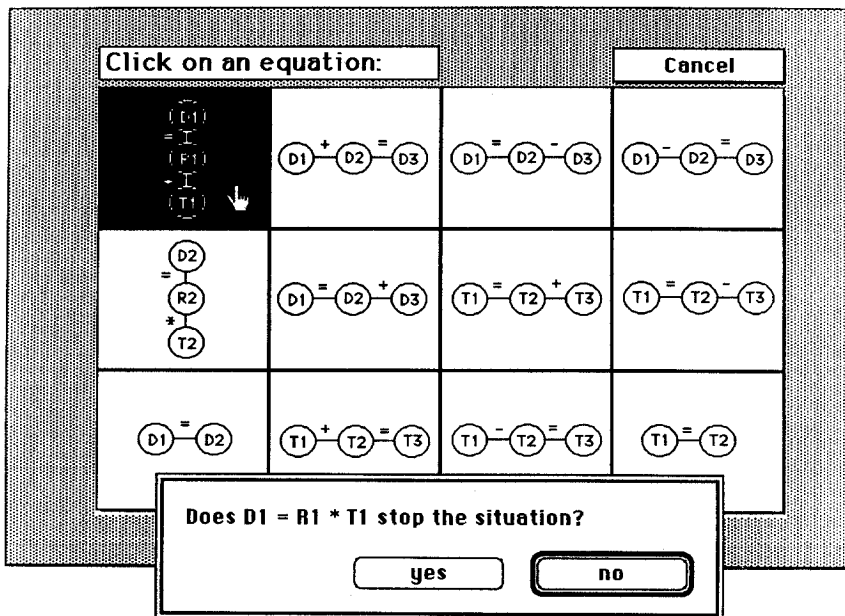 Click on an equation:
Cancel
D1
=
R1
*
T1
D1 + D2 = D3
D1 = D2 - D3
D1 - D2 = D3
D2
=
R2
*
T2
D1 = D2 + D3
T1 = T2 + T3
T1 = T2 - T3
D1 = D2
T1 + T2 = T3
T1 - T2 = T3
T1 = T2
Does D1 = R1 * T1 stop the situation?
yes
no